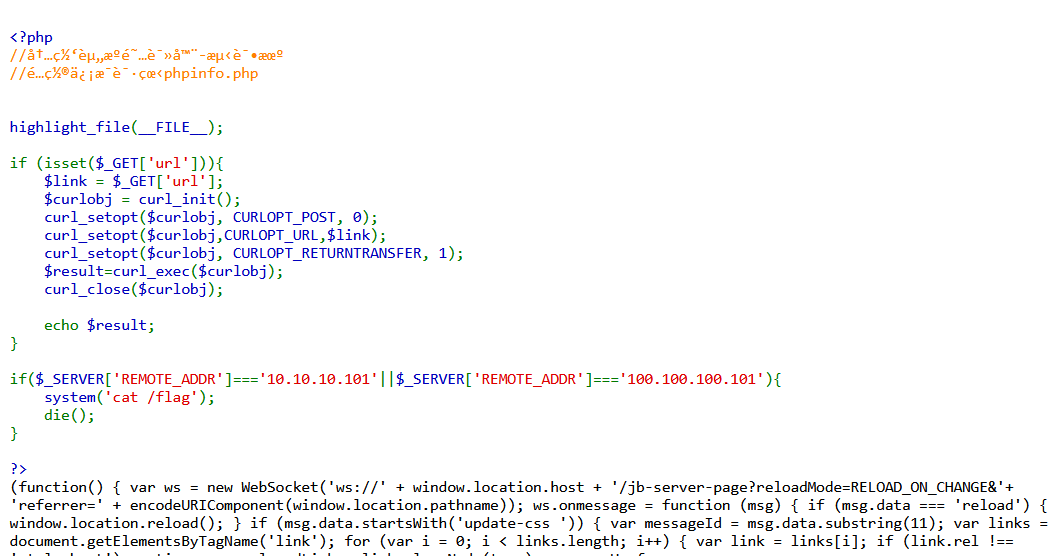 <?php
//å†…ç½‘èµ„æºé˜…è¯»å™¨-æµ‹è¯•æœº
//é…ç½®ä¿¡æ¯è¯·çœ‹phpinfo.php
highlight_file(__FILE__);
if (isset($_GET['url'])){
$link = $_GET['url'];
$curlobj = curl_init();
curl_setopt($curlobj, CURLOPT_POST, 0);
curl_setopt($curlobj,CURLOPT_URL,$link);
curl_setopt($curlobj, CURLOPT_RETURNTRANSFER, 1);
$result=curl_exec($curlobj);
curl_close($curlobj);
echo $result;
}
if($_SERVER['REMOTE_ADDR']==='10.10.10.101'||$_SERVER['REMOTE_ADDR']==='100.100.100.101'){
system('cat /flag');
die();
}
?>
(function() { var ws = new WebSocket('ws://' + window.location.host + '/jb-server-page?reloadMode=RELOAD_ON_CHANGE&'+
'referrer=' + encodeURIComponent(window.location.pathname)); ws.onmessage = function (msg) { if (msg.data === 'reload') {
window.location.reload(); } if (msg.data.startsWith('update-css ')) { var messageId = msg.data.substring(11); var links =
document.getElementsByTagName('link'); for (var i = 0; i < links.length; i++) { var link = links[i]; if (link.rel !==